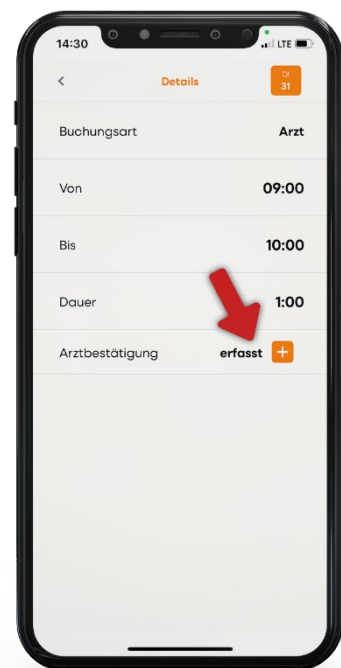 14:30 LTE
Details
DI
31
Buchungsart Arzt
Von 09:00
Bis 10:00
Dauer 1:00
Arztbestätigung erfasst +